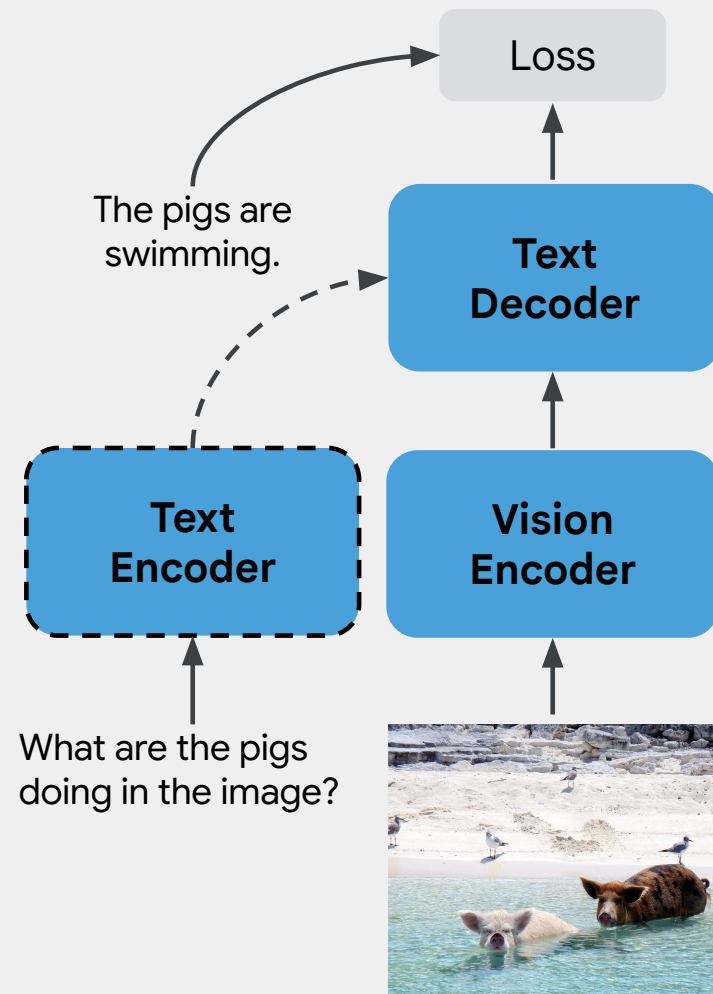 Loss
The pigs are
swimming.
Text
Decoder
Text
Encoder
Vision
Encoder
What are the pigs
doing in the image?